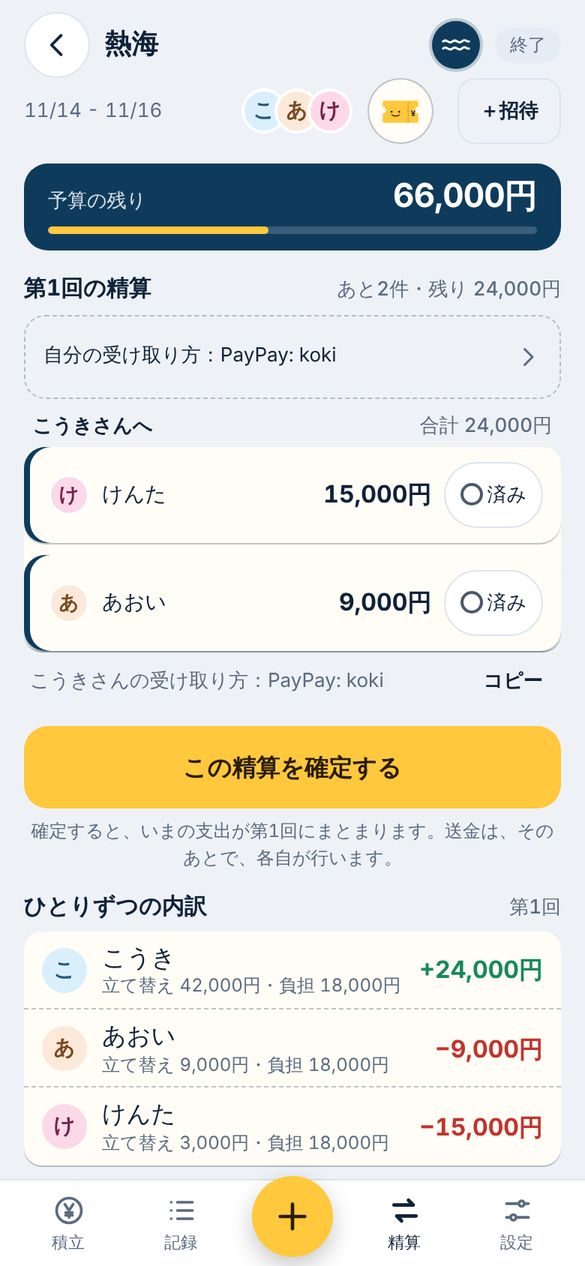 熱海
終了
11/14 - 11/16
こ あ け
¥
+招待
予算の残り 66,000円
第1回の精算 あと2件・残り 24,000円
自分の受け取り方：PayPay: koki
こうきさんへ 合計 24,000円
け けんた 15,000円 済み
あ あおい 9,000円 済み
こうきさんの受け取り方：PayPay: koki コピー
この精算を確定する
確定すると、いまの支出が第1回にまとまります。送金は、その
あとで、各自が行います。
ひとりずつの内訳 第1回
こ こうき +24,000円
立て替え 42,000円・負担 18,000円
あ あおい −9,000円
立て替え 9,000円・負担 18,000円
け けんた −15,000円
立て替え 3,000円・負担 18,000円
¥
積立 記録 精算 設定